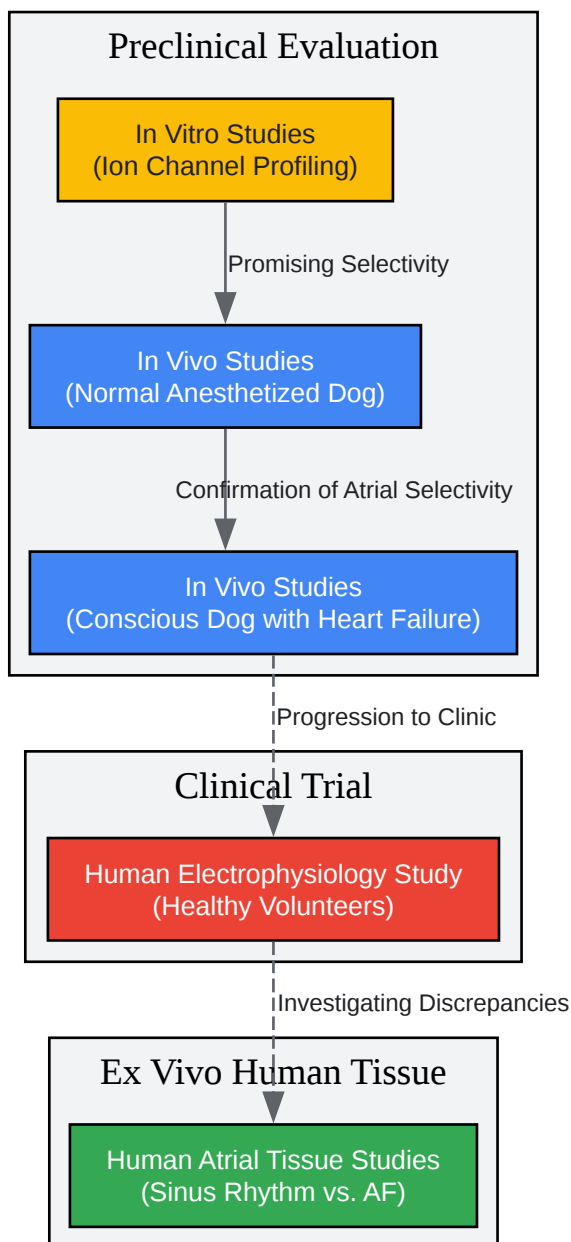 Preclinical Evaluation
In Vitro Studies
(Ion Channel Profiling)
Promising Selectivity
In Vivo Studies
(Normal Anesthetized Dog)
Confirmation of Atrial Selectivity
In Vivo Studies
(Conscious Dog with Heart Failure)
Progression to Clinic
Clinical Trial
Human Electrophysiology Study
(Healthy Volunteers)
Investigating Discrepancies
Ex Vivo Human Tissue
Human Atrial Tissue Studies
(Sinus Rhythm vs. AF)